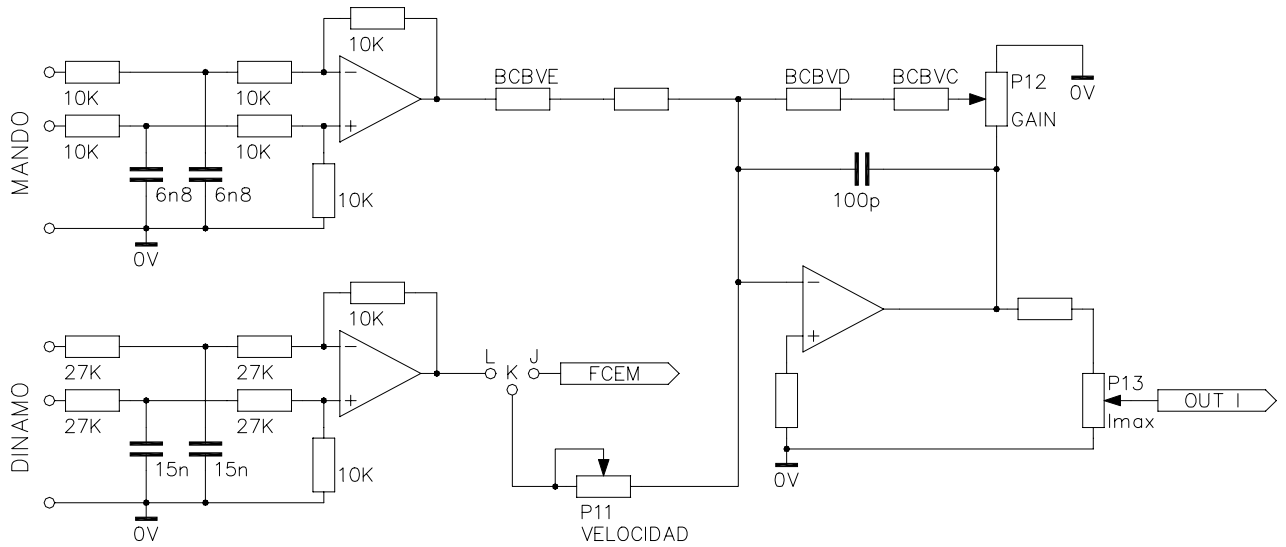 10K
BCBVE
BCBVD
BCBVC
P12
0V
10K
10K
GAIN
10K
10K
MANDO
6n8
6n8
10K
100p
0V
10K
L
K
J
FCEM
27K
27K
P13
OUT I
27K
27K
Imax
DINAMO
15n
15n
10K
0V
P11
0V
VELOCIDAD